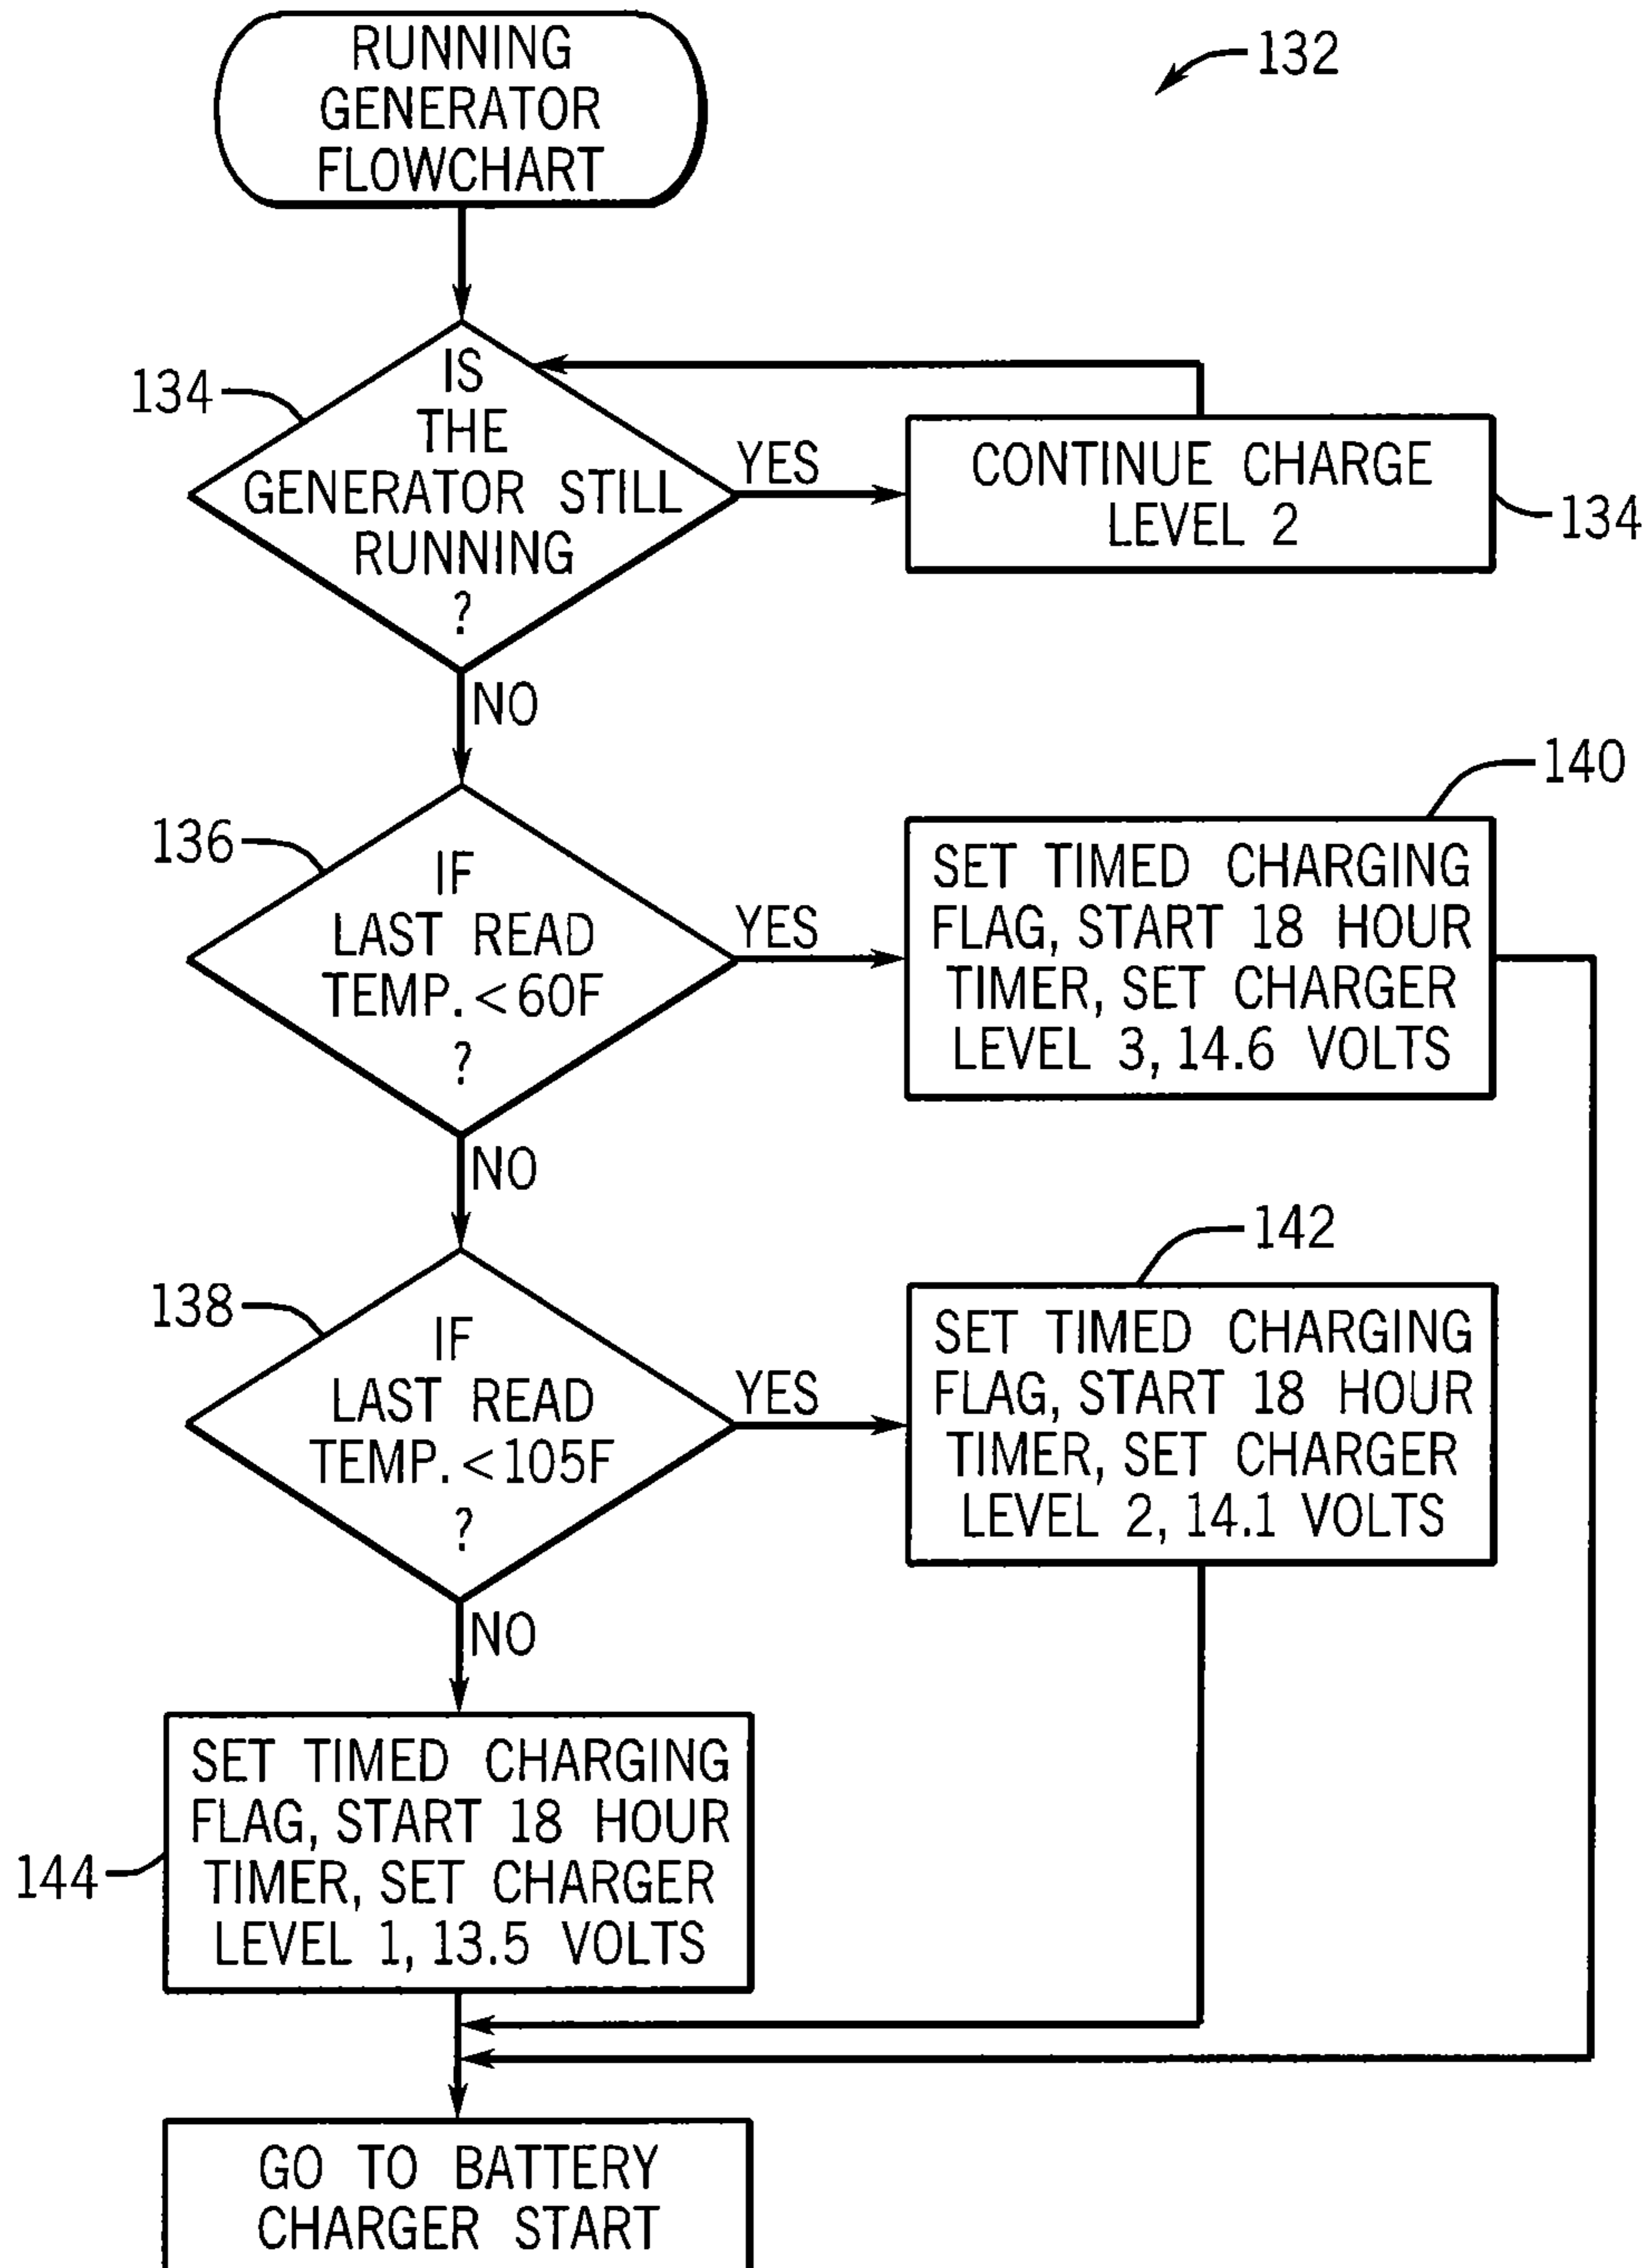 RUNNING
GENERATOR
FLOWCHART
132
134
IS
THE
GENERATOR STILL
RUNNING
?
YES
CONTINUE CHARGE
LEVEL 2
134
NO
136
IF
LAST READ
TEMP. < 60F
?
YES
140
SET TIMED CHARGING
FLAG, START 18 HOUR
TIMER, SET CHARGER
LEVEL 3, 14.6 VOLTS
NO
138
IF
LAST READ
TEMP. < 105F
?
YES
142
SET TIMED CHARGING
FLAG, START 18 HOUR
TIMER, SET CHARGER
LEVEL 2, 14.1 VOLTS
NO
144
SET TIMED CHARGING
FLAG, START 18 HOUR
TIMER, SET CHARGER
LEVEL 1, 13.5 VOLTS
GO TO BATTERY
CHARGER START